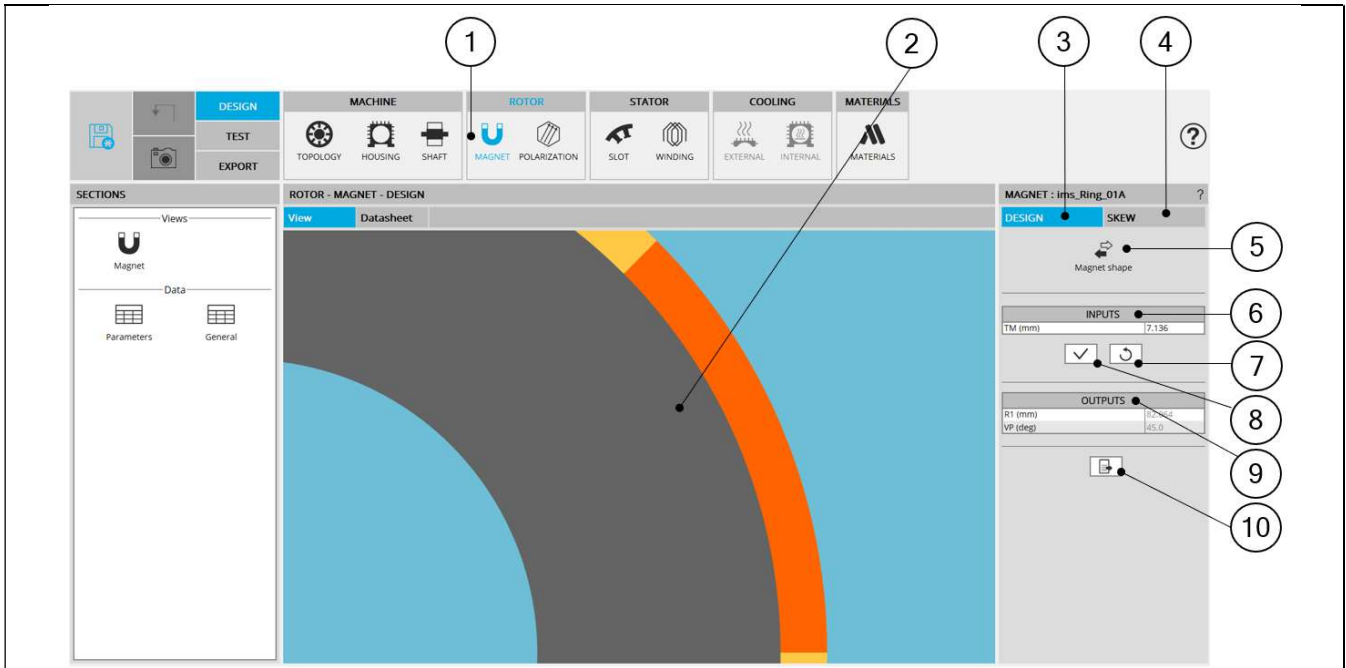 1
2
3
4
DESIGN
TEST
EXPORT
MACHINE
TOPOLOGY
HOUSING
SHAFT
ROTOR
MAGNET
POLARIZATION
STATOR
SLOT
WINDING
COOLING
EXTERNAL
INTERNAL
MATERIALS
MATERIALS
?
SECTIONS
Views
Magnet
Data
Parameters
General
ROTOR - MAGNET - DESIGN
View
Datasheet
MAGNET : ims_Ring_01A
?
DESIGN
SKEW
Magnet shape
5
INPUTS
6
TM (mm) 7.136
7
8
OUTPUTS
R1 (mm) 82.064
VP (deg) 45.0
9
10